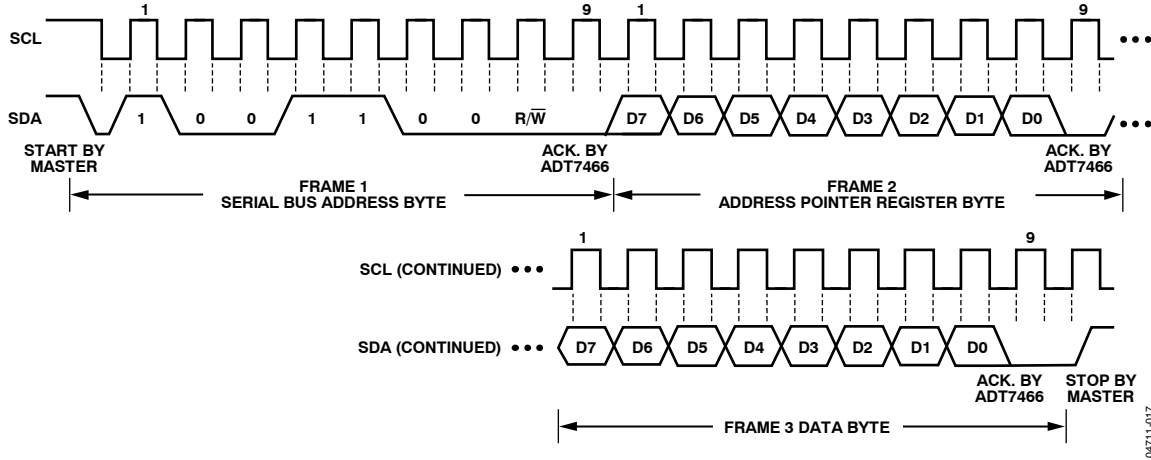 1 9 1 9
SCL
SDA 1 0 0 1 1 0 0 R/W̅ D7 D6 D5 D4 D3 D2 D1 D0
START BY
MASTER
ACK. BY
ADT7466
ACK. BY
ADT7466
FRAME 1
SERIAL BUS ADDRESS BYTE
FRAME 2
ADDRESS POINTER REGISTER BYTE
1 9
SCL (CONTINUED)
SDA (CONTINUED) D7 D6 D5 D4 D3 D2 D1 D0
ACK. BY
ADT7466
STOP BY
MASTER
FRAME 3 DATA BYTE
04711-017